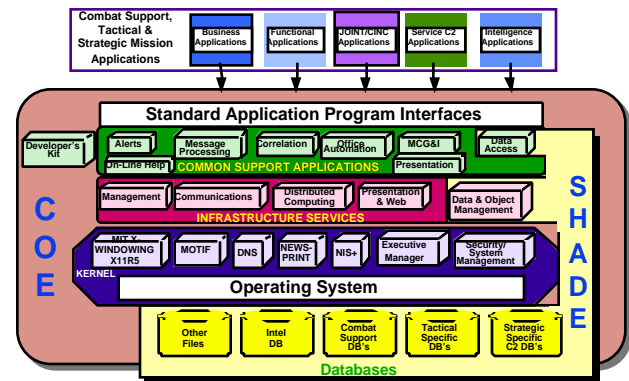 Combat Support,
Tactical &
Strategic Mission
Applications
Business
Applications
Functional
Applications
JOINT/CINC
Applications
Service C2
Applications
Intelligence
Applications
Standard Application Program Interfaces
Developer's
Kit
Alerts
Message
Processing
Correlation
Office
Automation
MCG&I
Data
Access
On-Line Help
COMMON SUPPORT APPLICATIONS
Presentation
Management
Communications
Distributed
Computing
Presentation
& Web
Data & Object
Management
INFRASTRUCTURE SERVICES
COE
SHADE
MIT X
WINDOWING
X11R5
MOTIF
DNS
NEWS-
PRINT
NIS+
Executive
Manager
Security/
System
Management
KERNEL
Operating System
Other
Files
Intel
DB
Combat
Support
DB's
Tactical
Specific
DB's
Strategic
Specific
C2 DB's
Databases